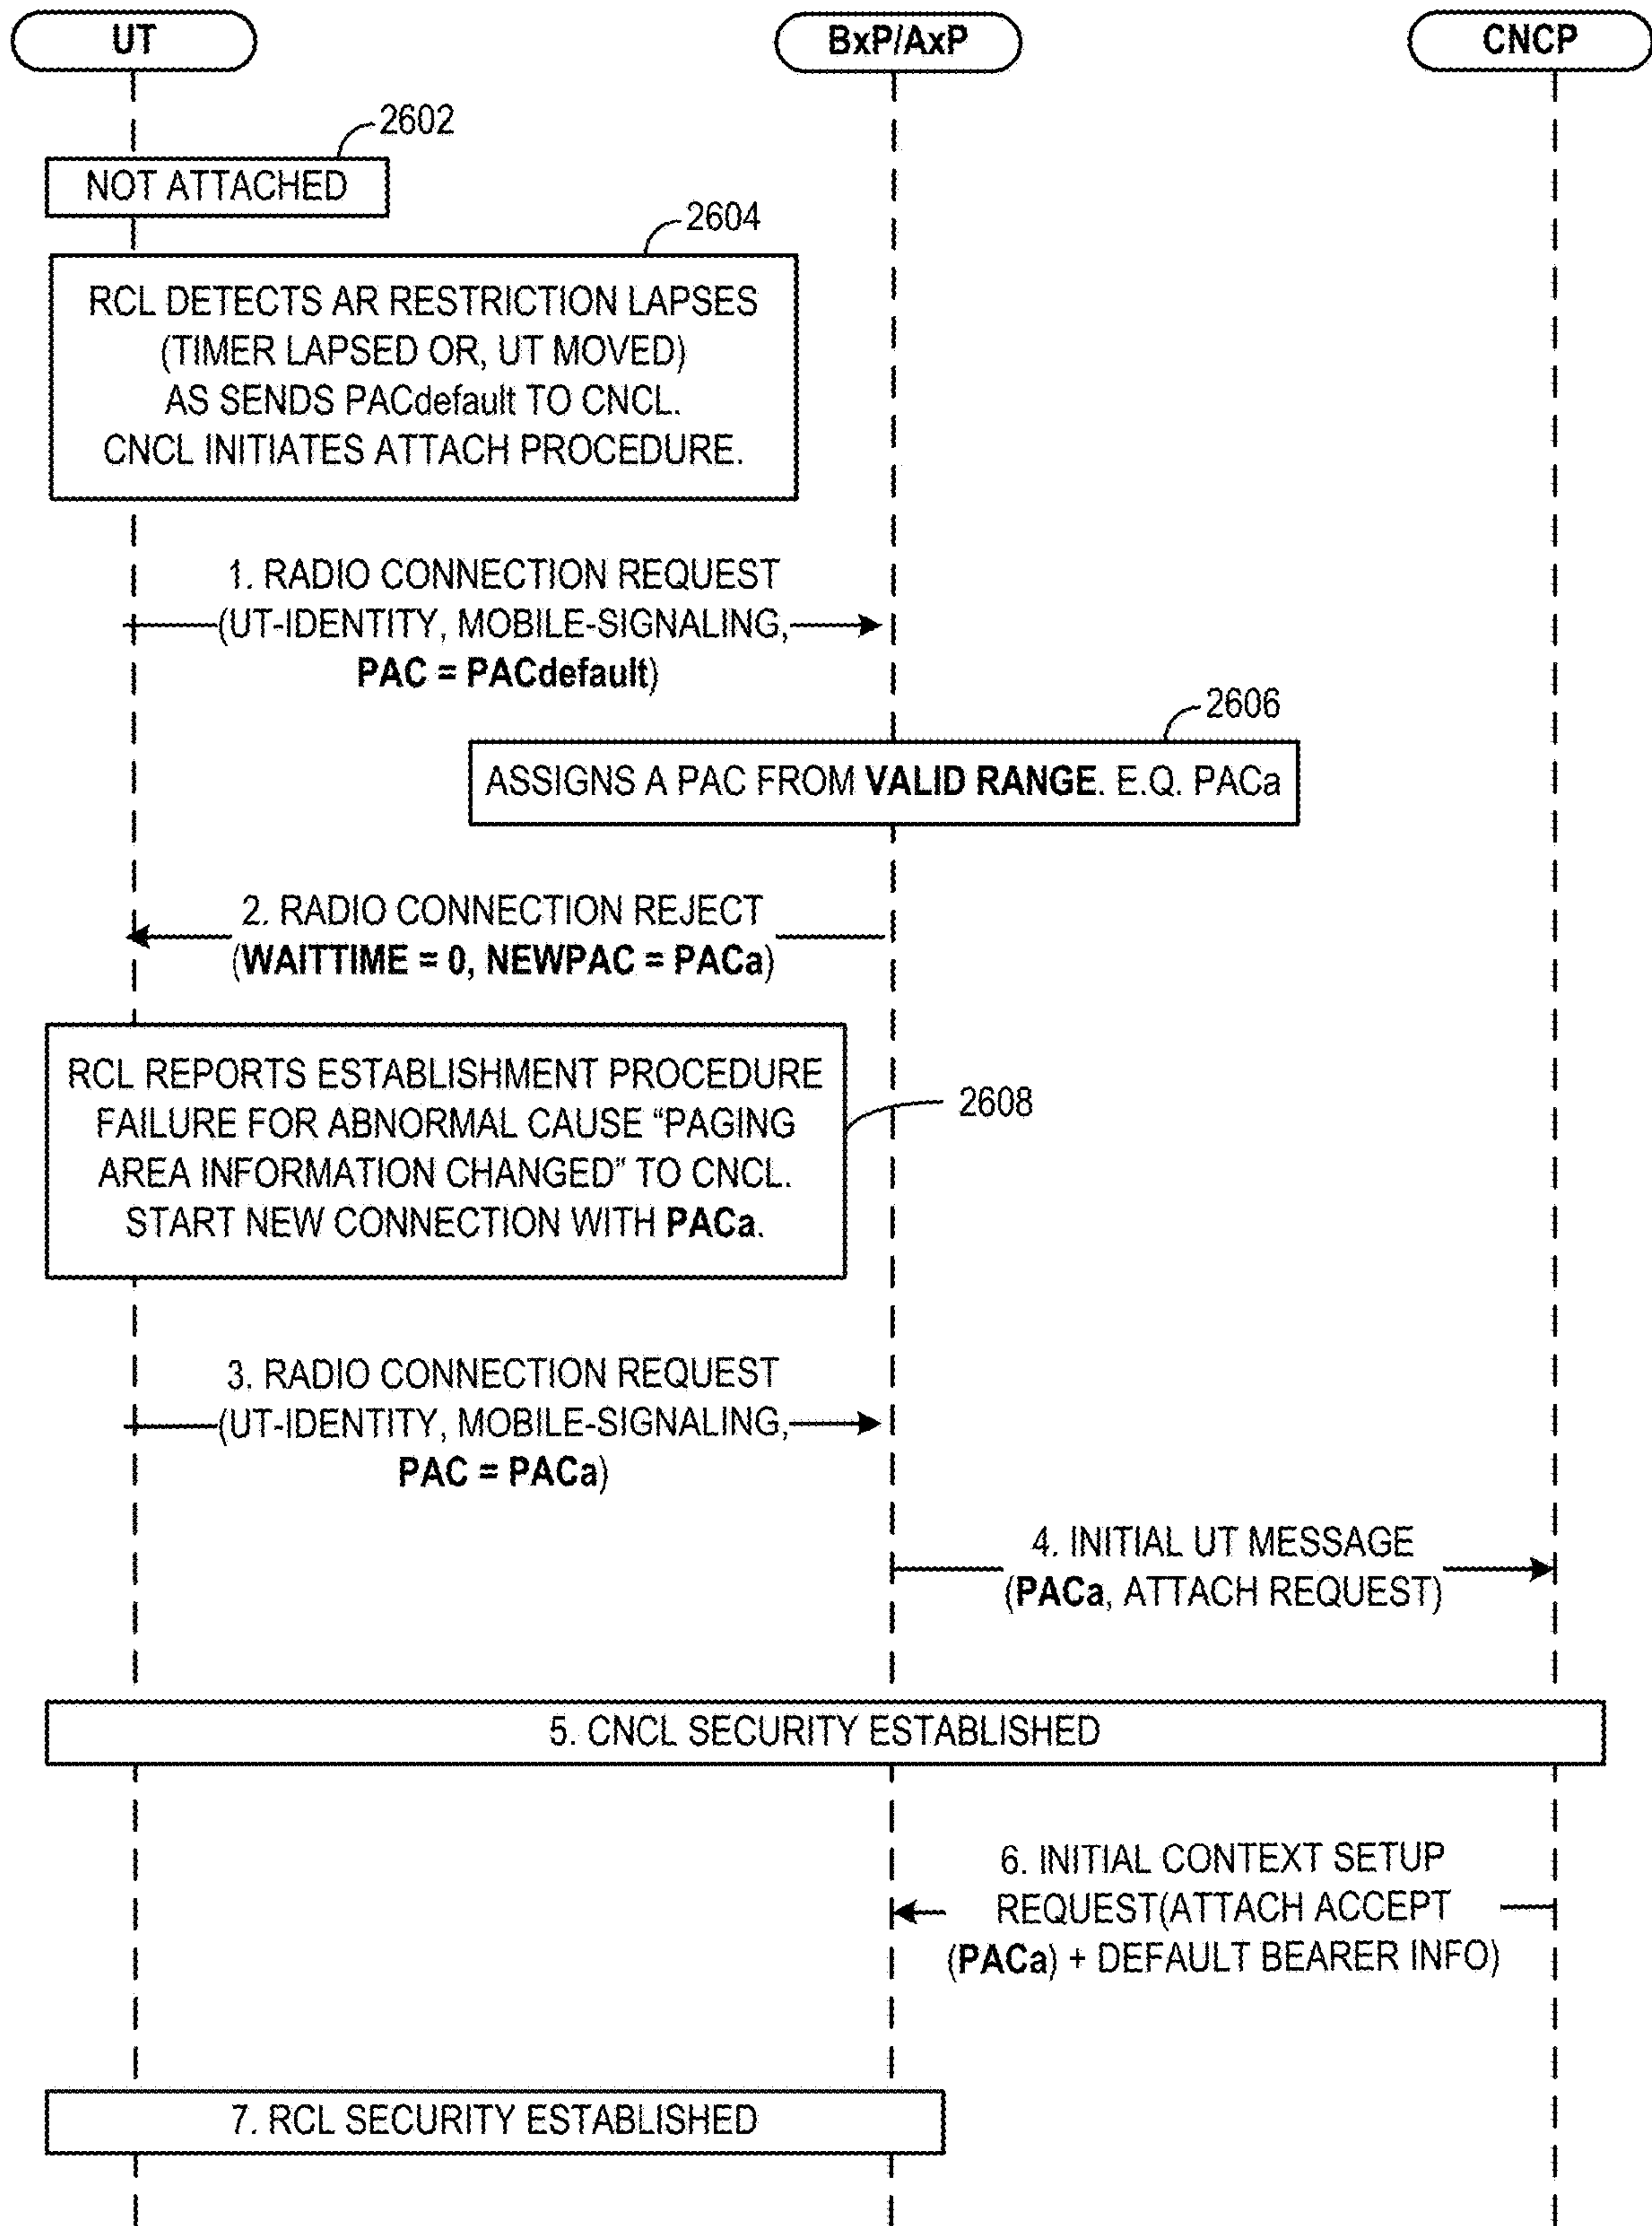 UT
BxP/AxP
CNCP
2602
NOT ATTACHED
2604
RCL DETECTS AR RESTRICTION LAPSES
(TIMER LAPSED OR, UT MOVED)
AS SENDS PACdefault TO CNCL.
CNCL INITIATES ATTACH PROCEDURE.
1. RADIO CONNECTION REQUEST
(UT-IDENTITY, MOBILE-SIGNALING,
PAC = PACdefault)
2606
ASSIGNS A PAC FROM VALID RANGE. E.Q. PACa
2. RADIO CONNECTION REJECT
(WAITTIME = 0, NEWPAC = PACa)
RCL REPORTS ESTABLISHMENT PROCEDURE
FAILURE FOR ABNORMAL CAUSE “PAGING
AREA INFORMATION CHANGED” TO CNCL.
START NEW CONNECTION WITH PACa.
2608
3. RADIO CONNECTION REQUEST
(UT-IDENTITY, MOBILE-SIGNALING,
PAC = PACa)
4. INITIAL UT MESSAGE
(PACa, ATTACH REQUEST)
5. CNCL SECURITY ESTABLISHED
6. INITIAL CONTEXT SETUP
REQUEST(ATTACH ACCEPT
(PACa) + DEFAULT BEARER INFO)
7. RCL SECURITY ESTABLISHED